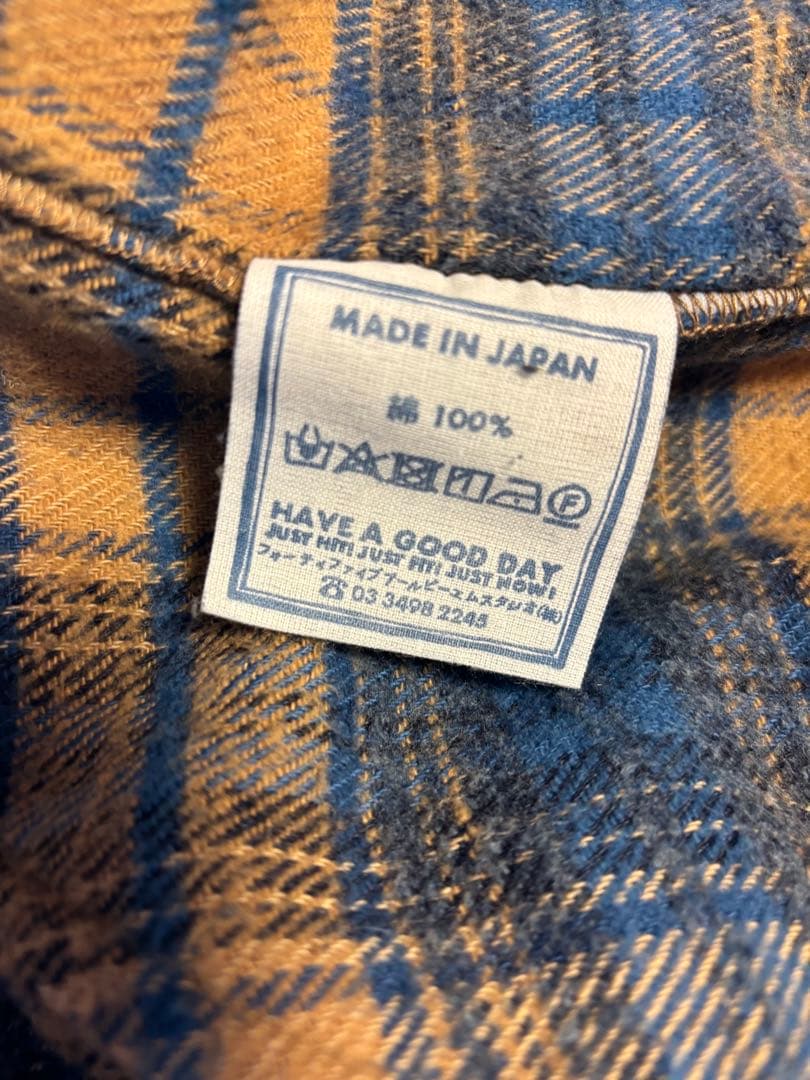 MADE IN JAPAN
綿 100%
F
HAVE A GOOD DAY
JUST HIT! JUST FIT! JUST NOW!
フォーティファイブアールピーエムスタジオ(株)
☎ 03 3498 2245